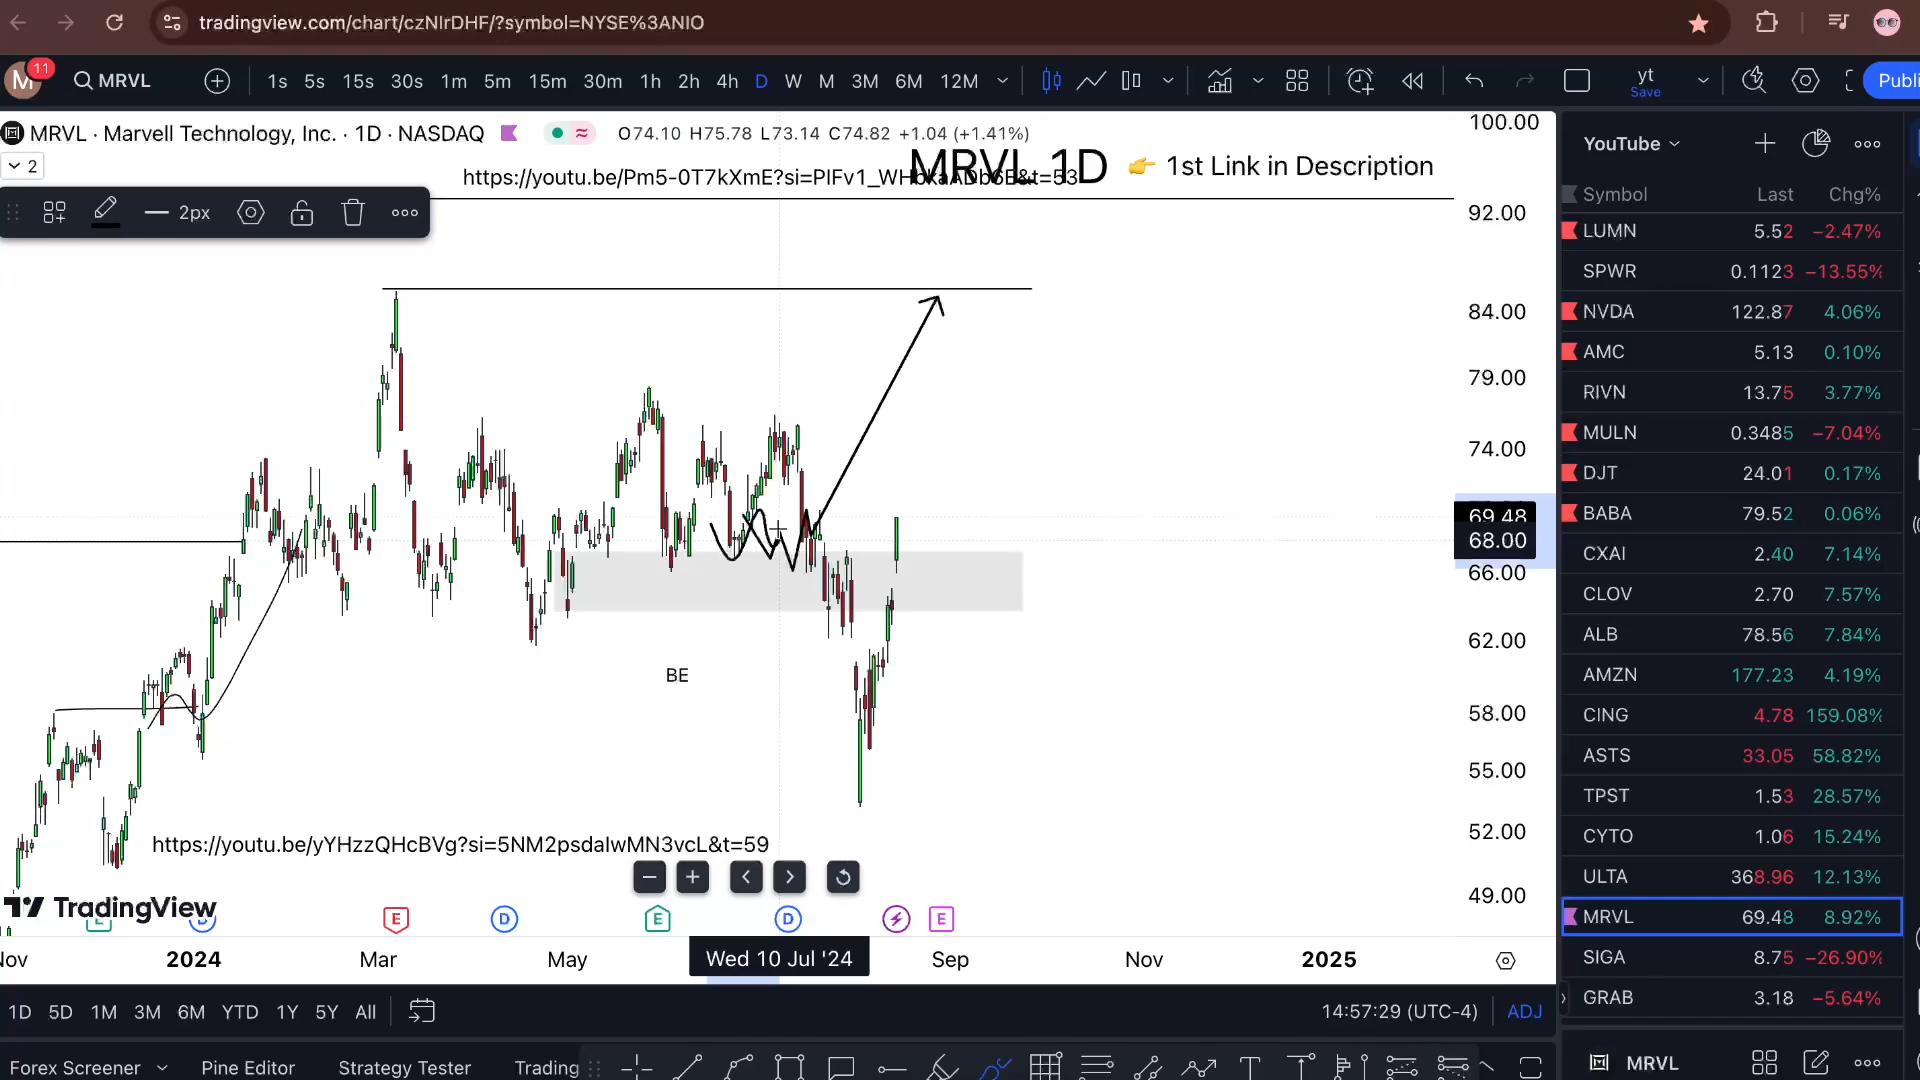 tradingview.com/chart/czNlrDHF/?symbol=NYSE%3ANIO
M 11 MRVL 1s 5s 15s 30s 1m 5m 15m 30m 1h 2h 4h D W M 3M 6M 12M yt Save Publi
MRVL · Marvell Technology, Inc. · 1D · NASDAQ O74.10 H75.78 L73.14 C74.82 +1.04 (+1.41%)
2
MRVL 1D 👉 1st Link in Description
2px
100.00
92.00
84.00
79.00
74.00
69.48
68.00
66.00
62.00
58.00
55.00
52.00
49.00
BE
https://youtu.be/yYHzzQHcBVg?si=5NM2psdalwMN3vcL&t=59
TradingView
E D E D E
Nov 2024 Mar May Wed 10 Jul '24 Sep Nov 2025
1D 5D 1M 3M 6M YTD 1Y 5Y All 14:57:29 (UTC-4) ADJ
Forex Screener Pine Editor Strategy Tester Trading
YouTube
Symbol Last Chg%
LUMN 5.52 −2.47%
SPWR 0.1123 −13.55%
NVDA 122.87 4.06%
AMC 5.13 0.10%
RIVN 13.75 3.77%
MULN 0.3485 −7.04%
DJT 24.01 0.17%
BABA 79.52 0.06%
CXAI 2.40 7.14%
CLOV 2.70 7.57%
ALB 78.56 7.84%
AMZN 177.23 4.19%
CING 4.78 159.08%
ASTS 33.05 58.82%
TPST 1.53 28.57%
CYTO 1.06 15.24%
ULTA 368.96 12.13%
MRVL 69.48 8.92%
SIGA 8.75 −26.90%
GRAB 3.18 −5.64%
MRVL